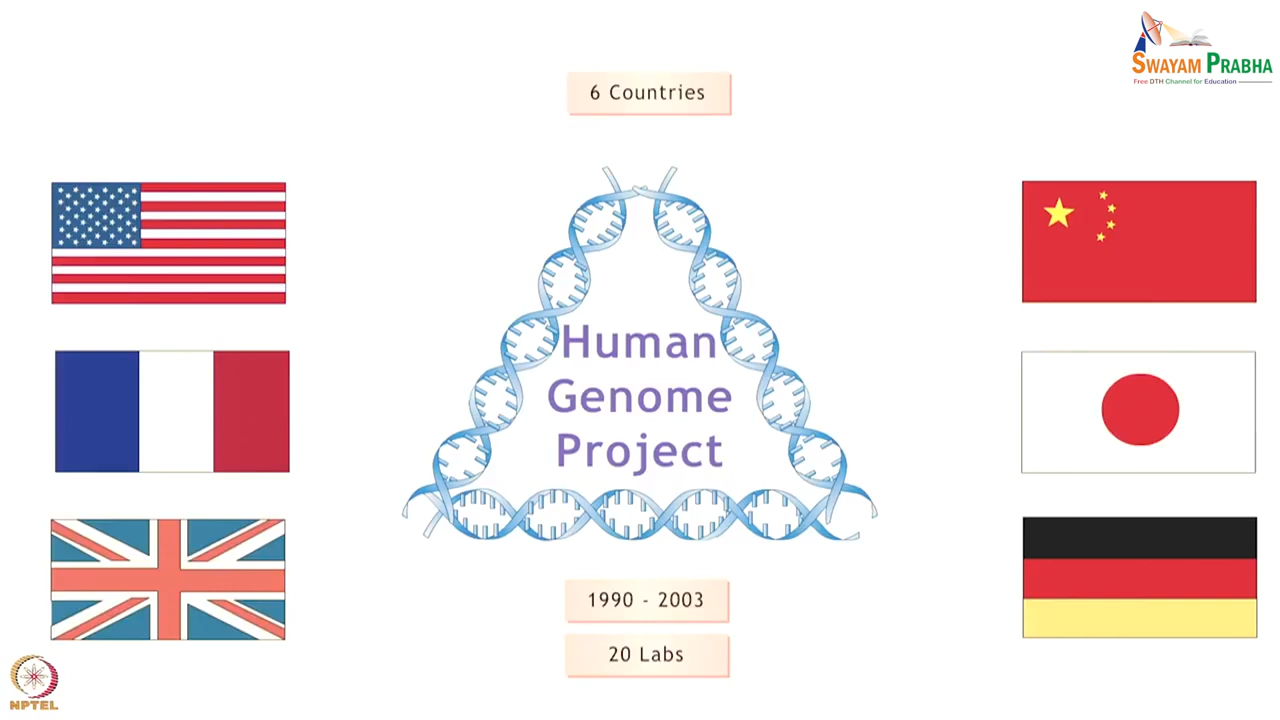 SWAYAM PRABHA
Free DTH Channel for Education
6 Countries
Human
Genome
Project
1990 - 2003
20 Labs
NPTEL